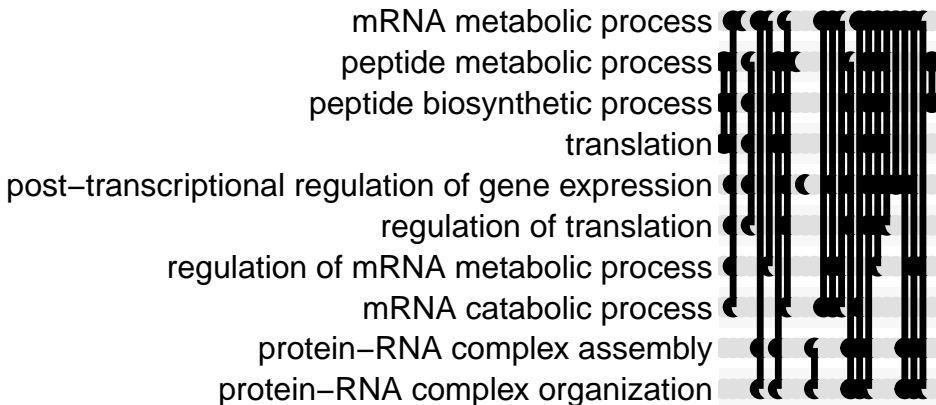 mRNA metabolic process
peptide metabolic process
peptide biosynthetic process
translation
post−transcriptional regulation of gene expression
regulation of translation
regulation of mRNA metabolic process
mRNA catabolic process
protein−RNA complex assembly
protein−RNA complex organization